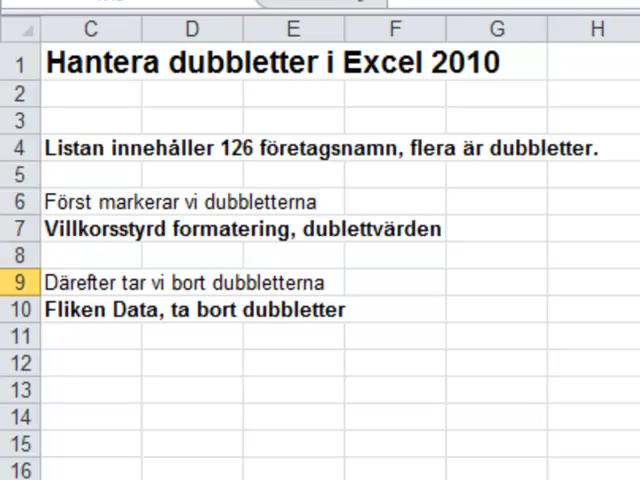 C D E F G H
1 Hantera dubbletter i Excel 2010
2
3
4 Listan innehåller 126 företagsnamn, flera är dubbletter.
5
6 Först markerar vi dubbletterna
7 Villkorsstyrd formatering, dublettvärden
8
9 Därefter tar vi bort dubbletterna
10 Fliken Data, ta bort dubbletter
11
12
13
14
15
16